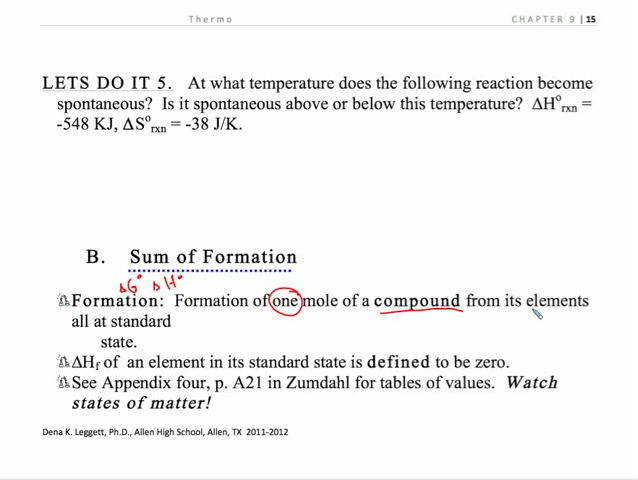 Thermo CHAPTER 9 | 15
LETS DO IT 5. At what temperature does the following reaction become
spontaneous? Is it spontaneous above or below this temperature? ΔH°rxn =
-548 KJ, ΔS°rxn = -38 J/K.
B. Sum of Formation
ΔG° ΔH°
Formation: Formation of one mole of a compound from its elements
all at standard
state.
ΔHf of an element in its standard state is defined to be zero.
See Appendix four, p. A21 in Zumdahl for tables of values. Watch
states of matter!
Dena K. Leggett, Ph.D., Allen High School, Allen, TX 2011-2012